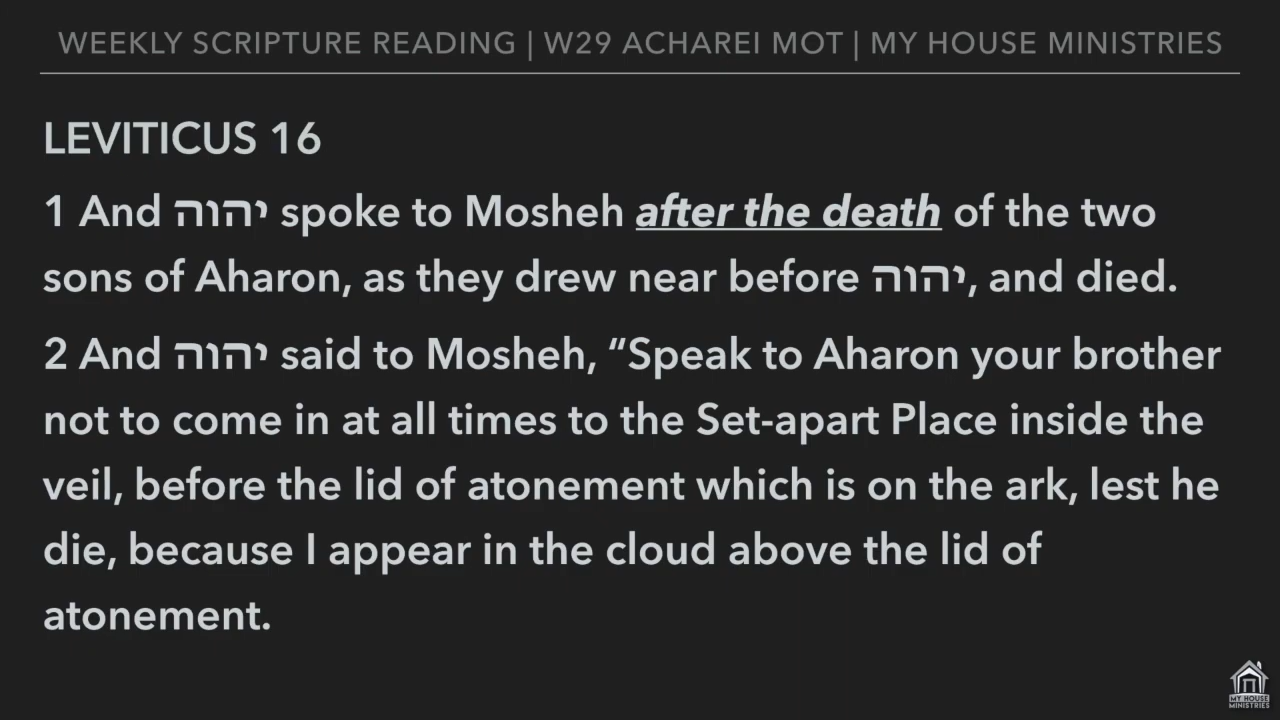 WEEKLY SCRIPTURE READING | W29 ACHAREI MOT | MY HOUSE MINISTRIES
LEVITICUS 16
1 And יהוה spoke to Mosheh after the death of the two
sons of Aharon, as they drew near before יהוה, and died.
2 And יהוה said to Mosheh, “Speak to Aharon your brother
not to come in at all times to the Set-apart Place inside the
veil, before the lid of atonement which is on the ark, lest he
die, because I appear in the cloud above the lid of
atonement.
MY HOUSE
MINISTRIES